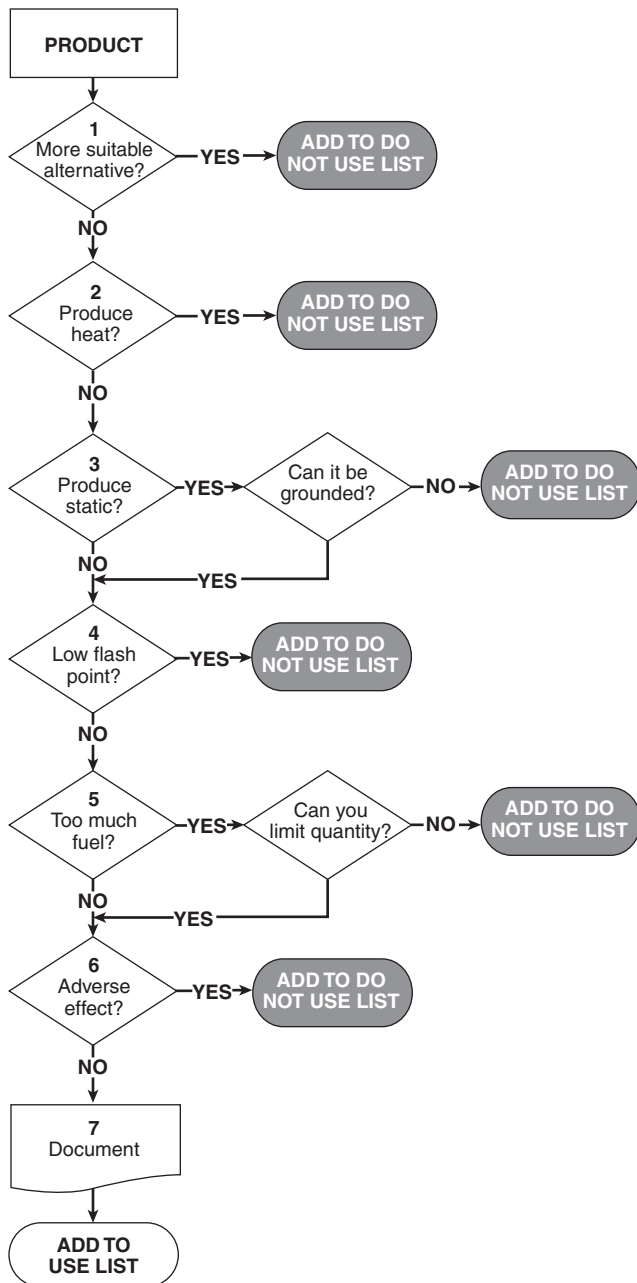 PRODUCT
1
More suitable
alternative?
YES
ADD TO DO
NOT USE LIST
NO
2
Produce
heat?
YES
ADD TO DO
NOT USE LIST
NO
3
Produce
static?
YES
Can it be
grounded?
NO
ADD TO DO
NOT USE LIST
NO
YES
4
Low flash
point?
YES
ADD TO DO
NOT USE LIST
NO
5
Too much
fuel?
YES
Can you
limit quantity?
NO
ADD TO DO
NOT USE LIST
NO
YES
6
Adverse
effect?
YES
ADD TO DO
NOT USE LIST
NO
7
Document
ADD TO
USE LIST